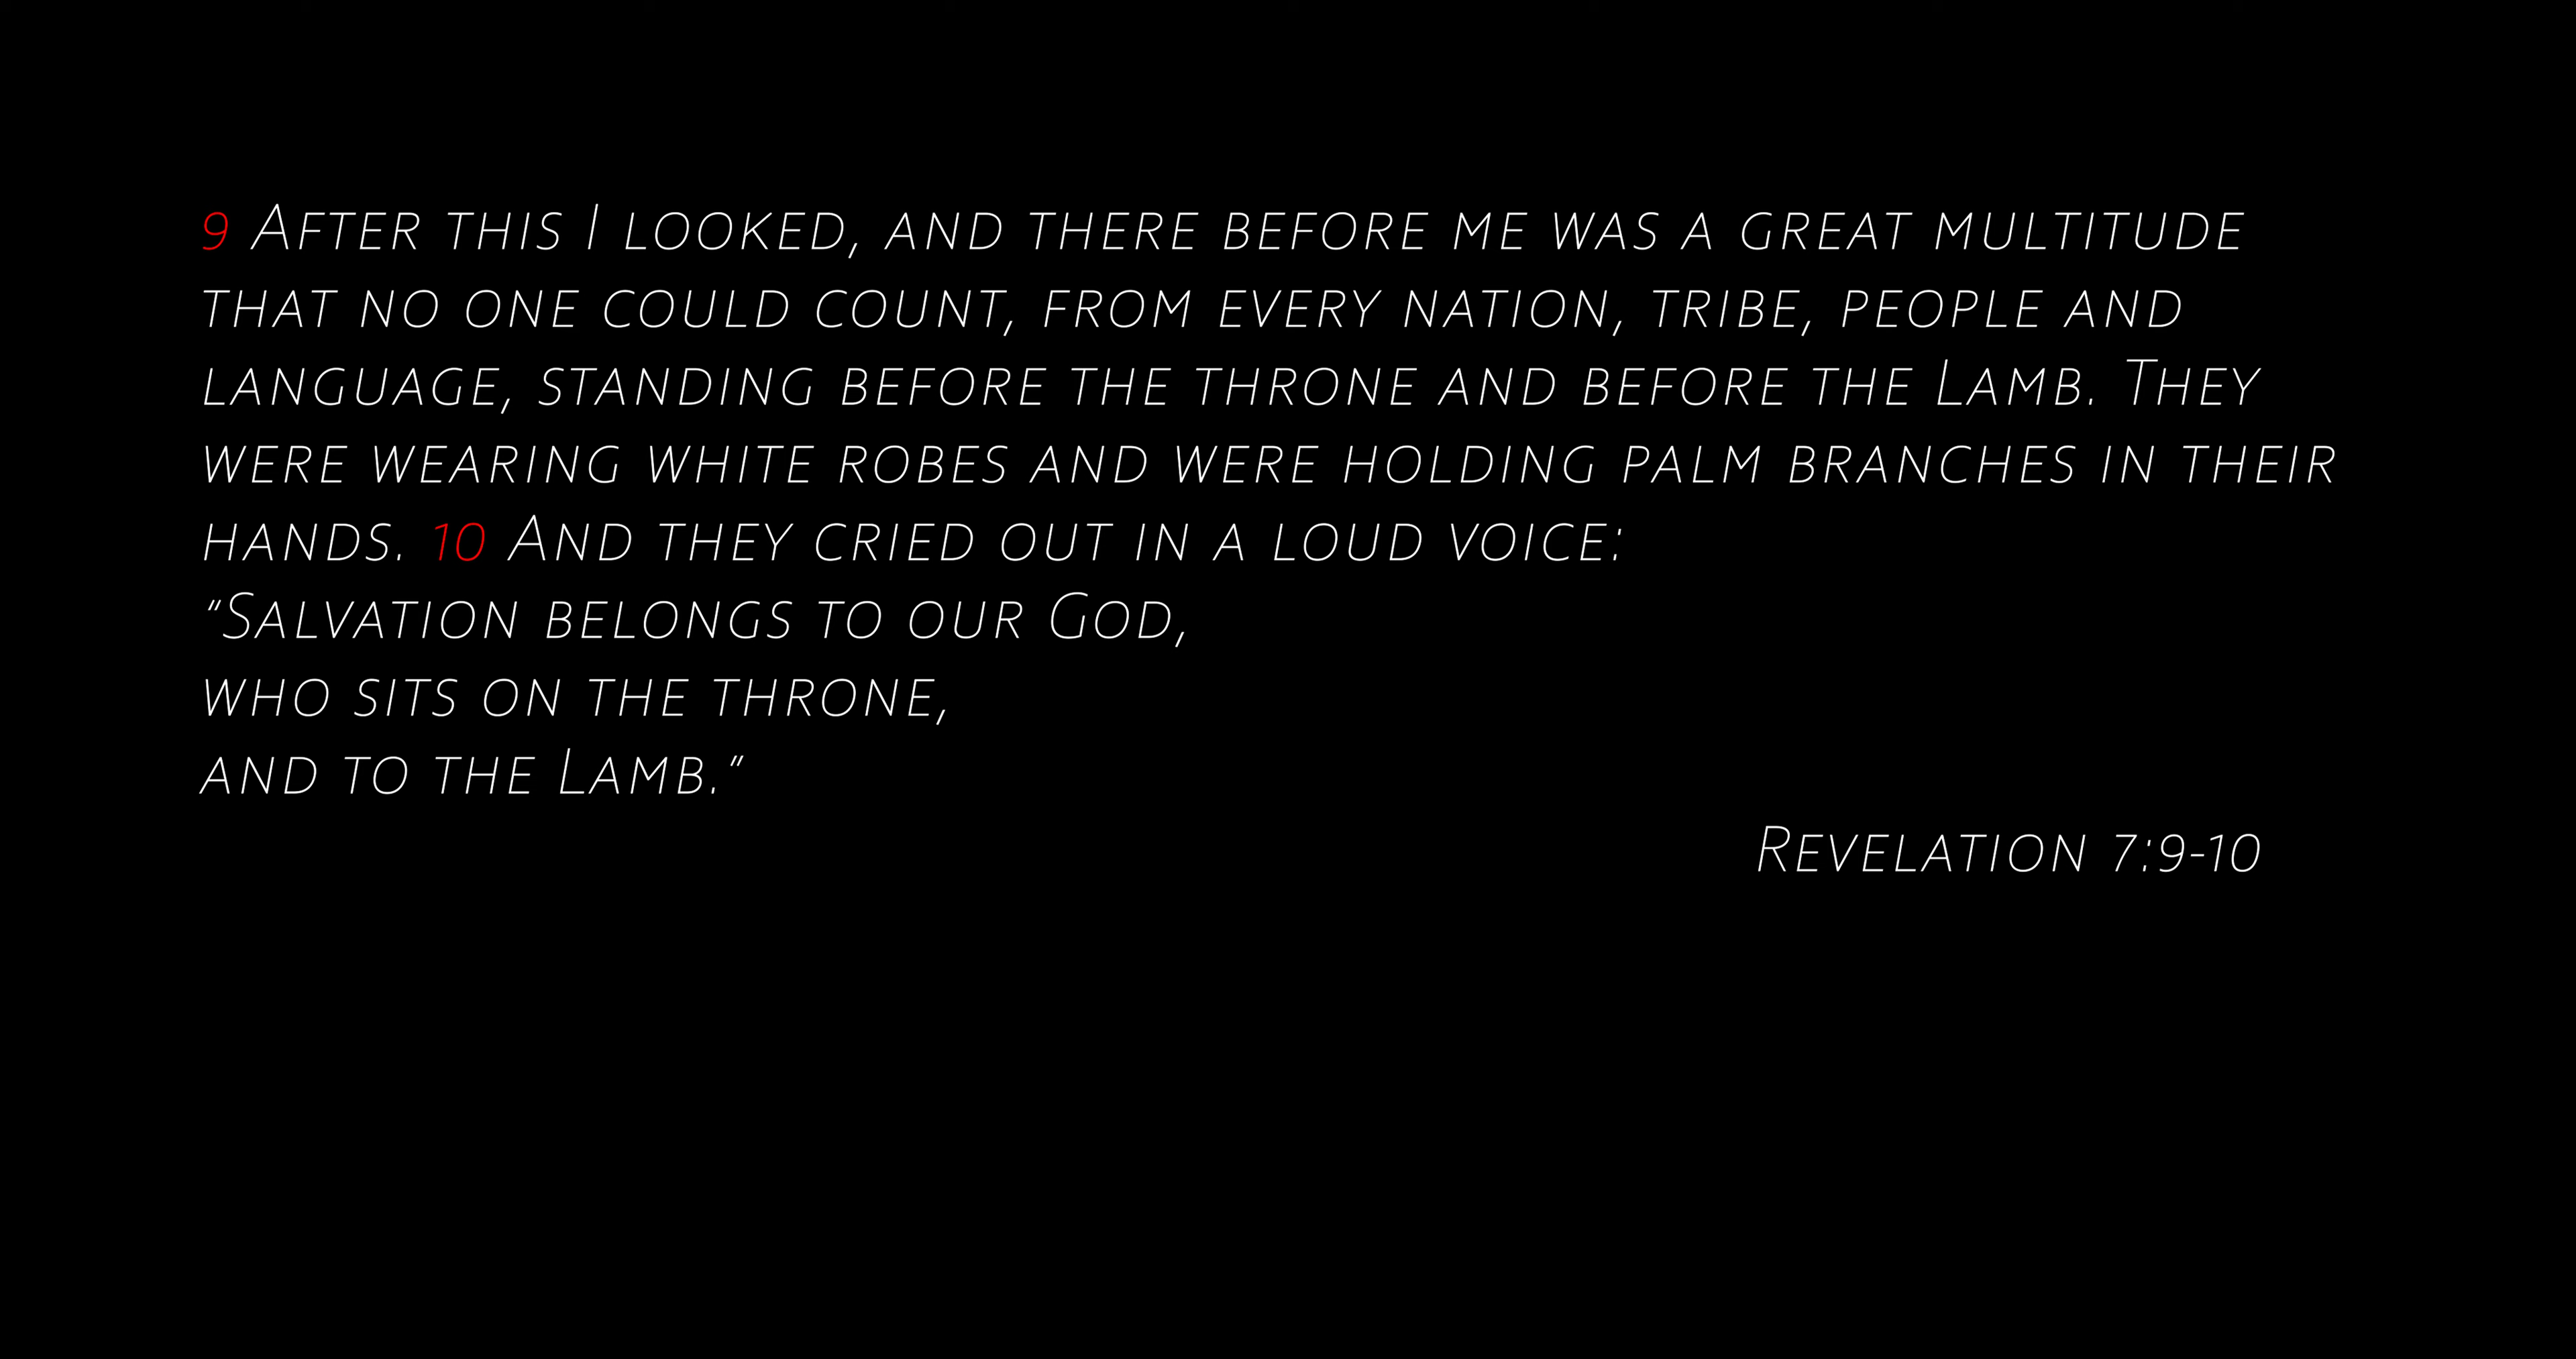 9 After this I looked, and there before me was a great multitude
that no one could count, from every nation, tribe, people and
language, standing before the throne and before the Lamb. They
were wearing white robes and were holding palm branches in their
hands. 10 And they cried out in a loud voice:
“Salvation belongs to our God,
who sits on the throne,
and to the Lamb.”
Revelation 7:9-10